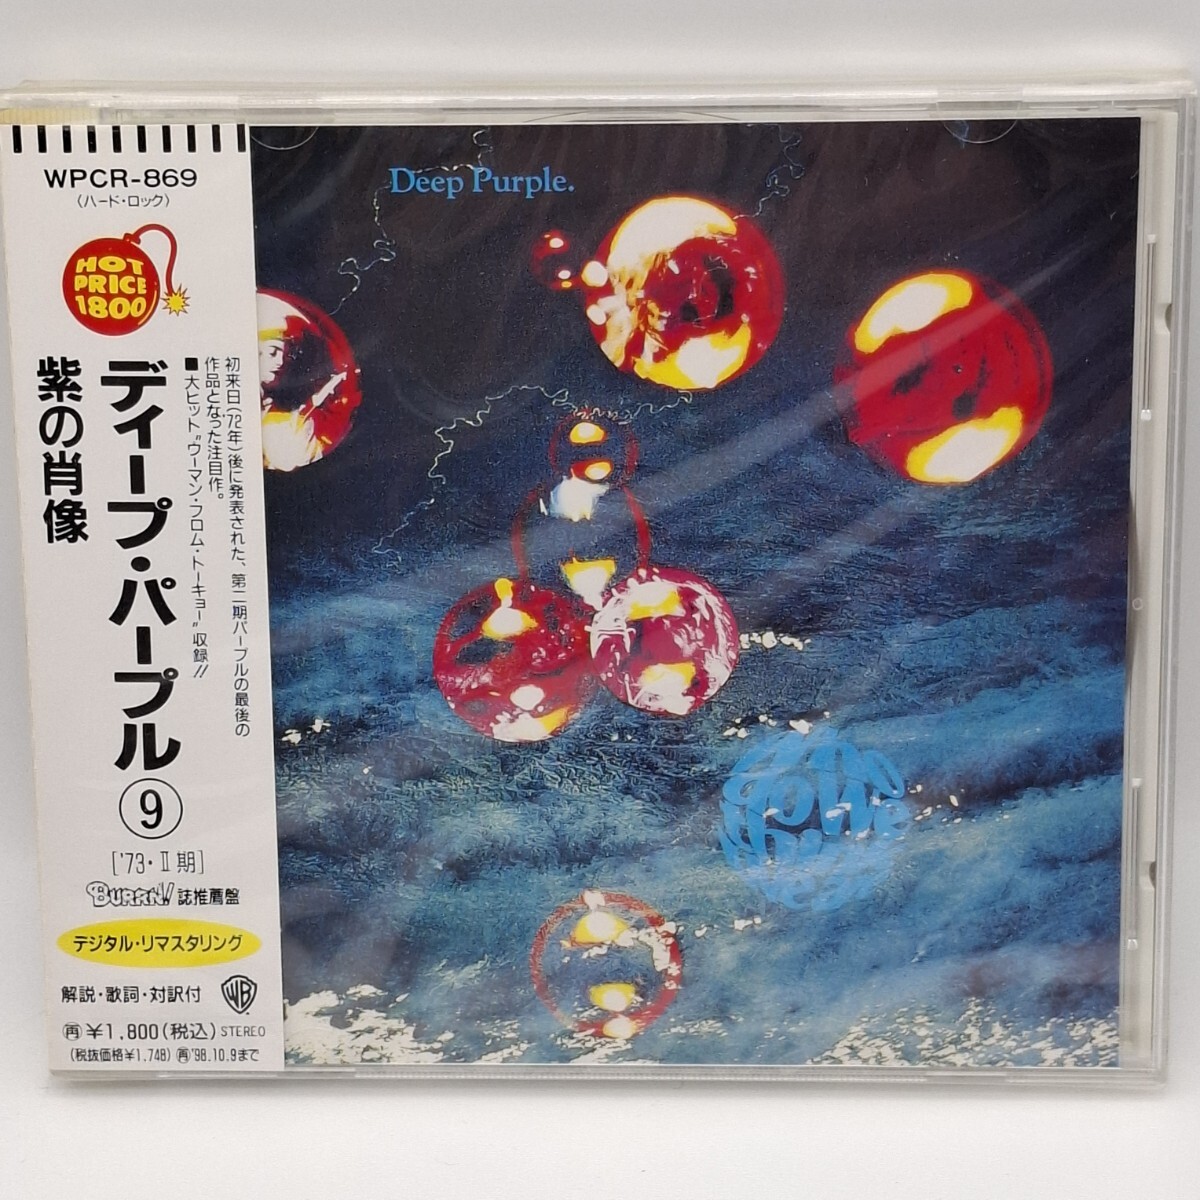 WPCR-869
〈ハード・ロック〉
HOT
PRICE
1800
初来日('72年)後に発表された、第二期パープルの最後の
作品となった注目作。
■大ヒット"ウーマン・フロム・トーキョー"収録!!
ディープ・パープル⑨
紫の肖像
['73・Ⅱ期]
BURRN!誌推薦盤
デジタル・リマスタリング
解説・歌詞・対訳付
WB
再¥1,800(税込)STEREO
(税抜価格¥1,748)再'98.10.9まで
Deep Purple.